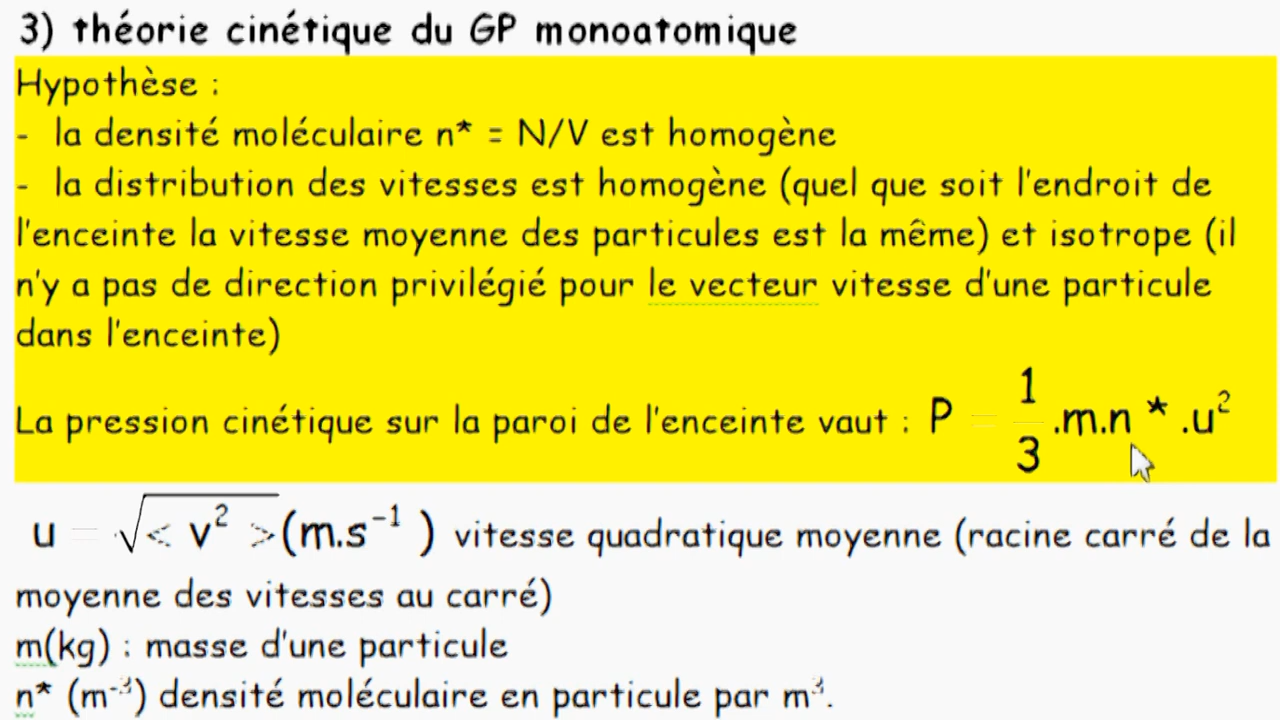 3) théorie cinétique du GP monoatomique
Hypothèse :
- la densité moléculaire n* = N/V est homogène
- la distribution des vitesses est homogène (quel que soit l'endroit de
l'enceinte la vitesse moyenne des particules est la même) et isotrope (il
n'y a pas de direction privilégié pour le vecteur vitesse d'une particule
dans l'enceinte)
La pression cinétique sur la paroi de l'enceinte vaut : P = 1/3 .m.n * .u²
u = √< v² >(m.s⁻¹ ) vitesse quadratique moyenne (racine carré de la
moyenne des vitesses au carré)
m(kg) : masse d'une particule
n* (m⁻³) densité moléculaire en particule par m³.